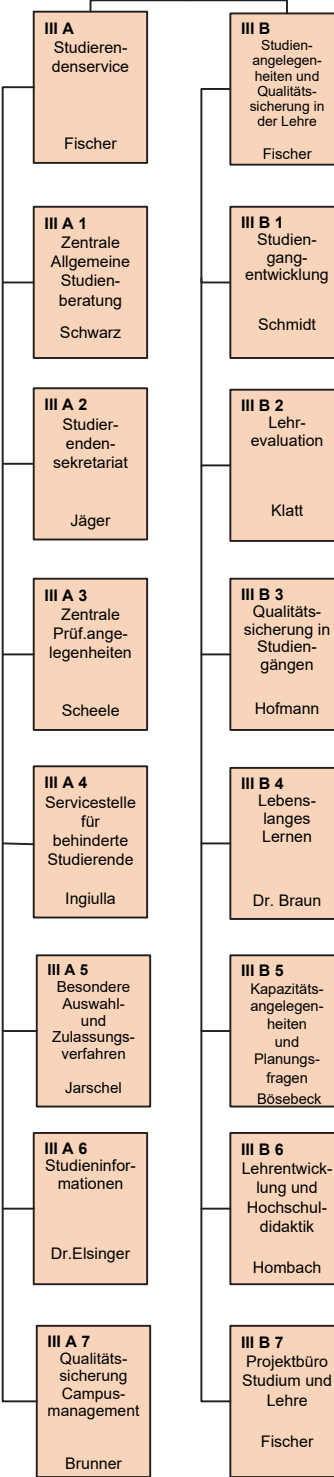 III A
Studieren-
denservice
Fischer
III A 1
Zentrale
Allgemeine
Studien-
beratung
Schwarz
III A 2
Studier-
enden-
sekretariat
Jäger
III A 3
Zentrale
Prüf.ange-
legenheiten
Scheele
III A 4
Servicestelle
für
behinderte
Studierende
Ingiulla
III A 5
Besondere
Auswahl-
und
Zulassungs-
verfahren
Jarschel
III A 6
Studieninfor-
mationen
Dr.Elsinger
III A 7
Qualitäts-
sicherung
Campus-
management
Brunner
III B
Studien-
angelegen-
heiten und
Qualitäts-
sicherung in
der Lehre
Fischer
III B 1
Studien-
gang-
entwicklung
Schmidt
III B 2
Lehr-
evaluation
Klatt
III B 3
Qualitäts-
sicherung in
Studien-
gängen
Hofmann
III B 4
Lebens-
langes
Lernen
Dr. Braun
III B 5
Kapazitäts-
angelegen-
heiten
und
Planungs-
fragen
Bösebeck
III B 6
Lehrentwick-
lung und
Hochschul-
didaktik
Hombach
III B 7
Projektbüro
Studium und
Lehre
Fischer